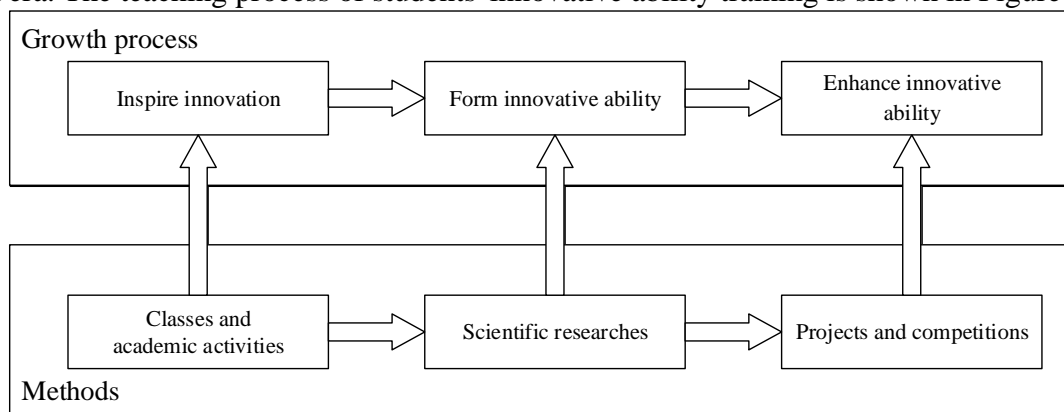 era. The teaching process of students' innovative ability training is shown in Figure
Growth process
Inspire innovation
Form innovative ability
Enhance innovative
ability
Classes and
academic activities
Scientific researches
Projects and competitions
Methods